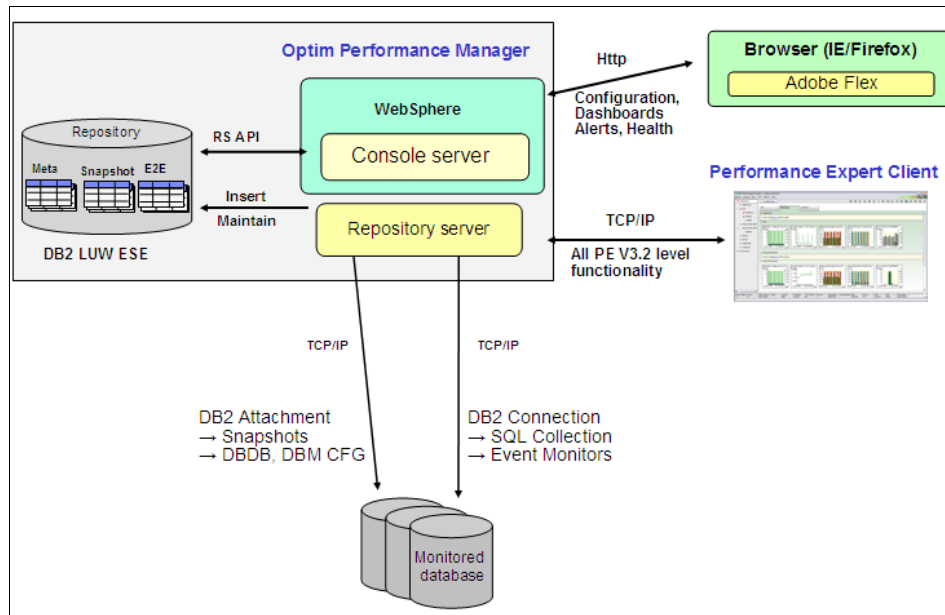 Optim Performance Manager
Http
Browser (IE/Firefox)
Adobe Flex
WebSphere
Console server
Configuration,
Dashboards
Alerts, Health
Repository
Meta
Snapshot
E2E
RS API
Insert
Maintain
Repository server
DB2 LUW ESE
Performance Expert Client
TCP/IP
All PE V3.2 level
functionality
TCP/IP
TCP/IP
DB2 Attachment
→ Snapshots
→ DBDB, DBM CFG
DB2 Connection
→ SQL Collection
→ Event Monitors
Monitored
database